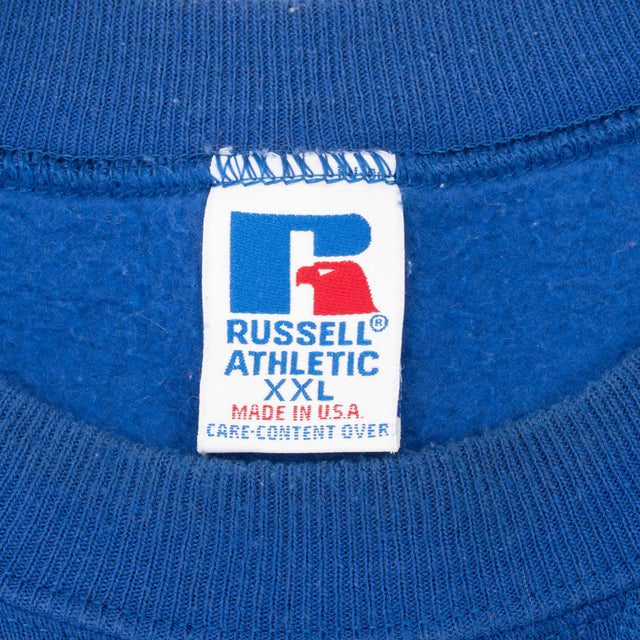 RUSSELL®
ATHLETIC
XXL
MADE IN U.S.A.
CARE-CONTENT OVER